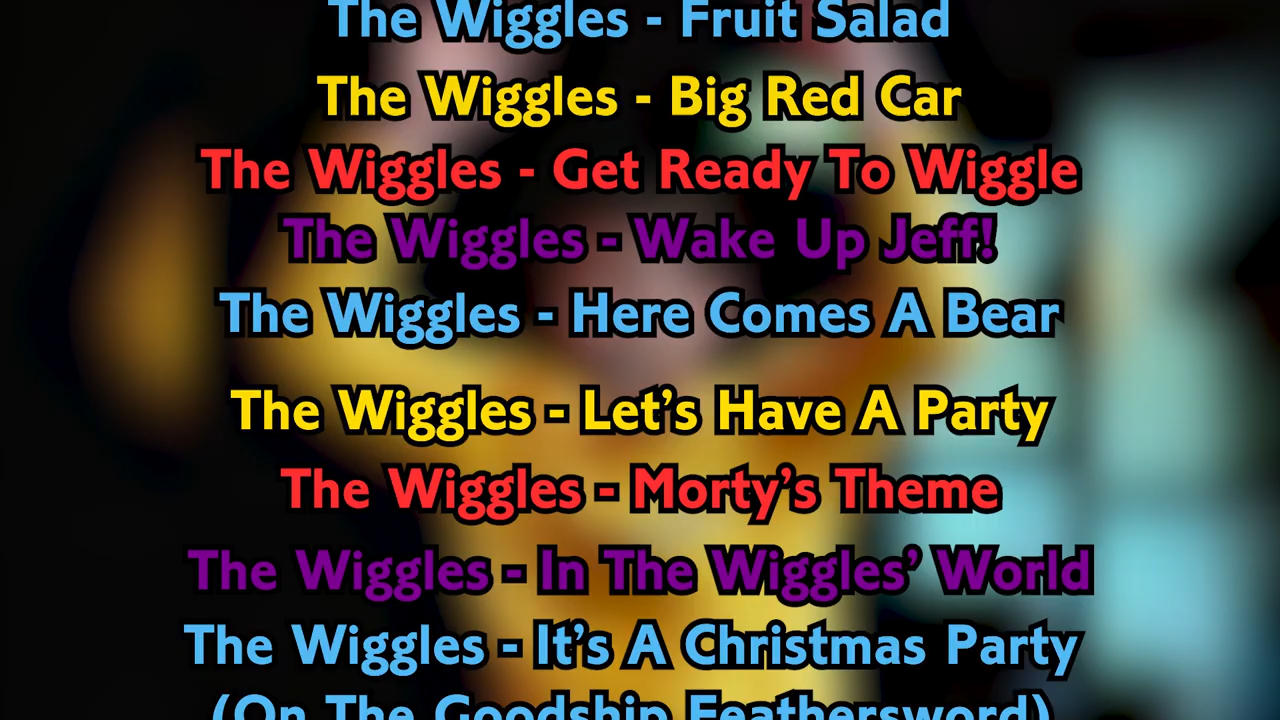 The Wiggles - Fruit Salad
The Wiggles - Big Red Car
The Wiggles - Get Ready To Wiggle
The Wiggles - Wake Up Jeff!
The Wiggles - Here Comes A Bear
The Wiggles - Let’s Have A Party
The Wiggles - Morty’s Theme
The Wiggles - In The Wiggles’ World
The Wiggles - It’s A Christmas Party
(On The Goodship Feathersword)